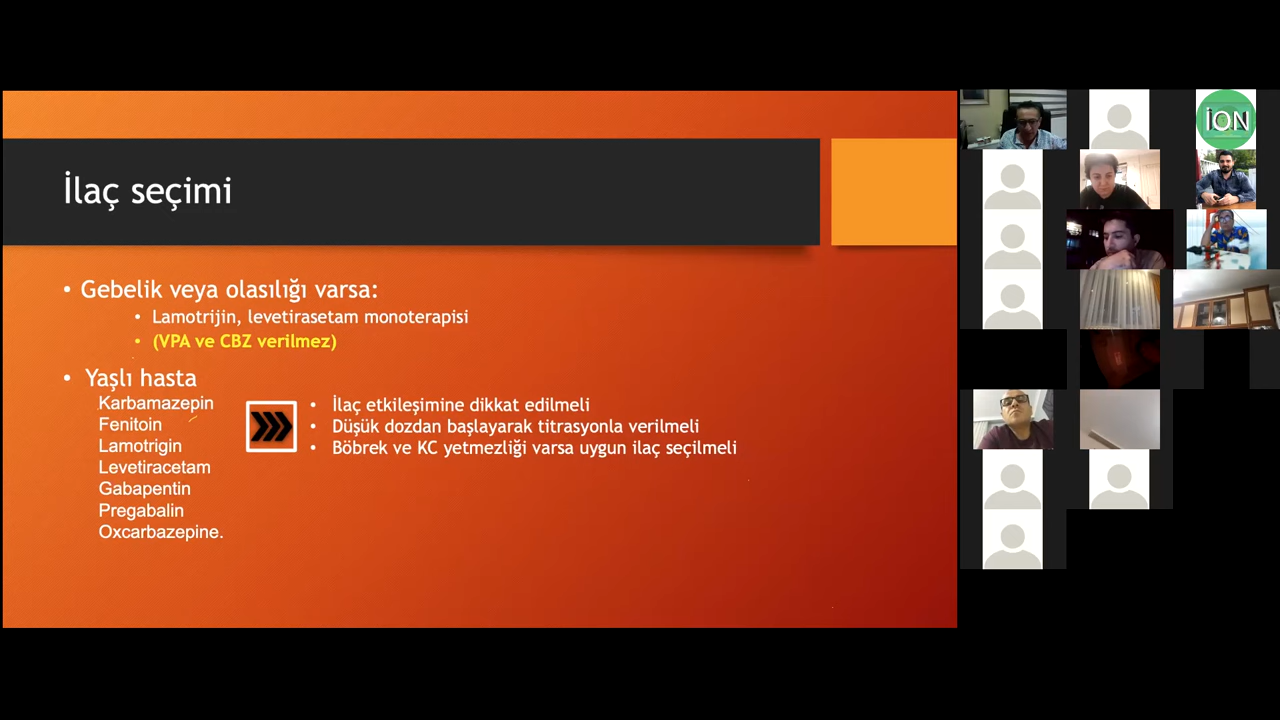 İlaç seçimi
• Gebelik veya olasılığı varsa:
• Lamotrijin, levetirasetam monoterapisi
• (VPA ve CBZ verilmez)
• Yaşlı hasta
Karbamazepin
Fenitoin
Lamotrigin
Levetiracetam
Gabapentin
Pregabalin
Oxcarbazepine.
• İlaç etkileşimine dikkat edilmeli
• Düşük dozdan başlayarak titrasyonla verilmeli
• Böbrek ve KC yetmezliği varsa uygun ilaç seçilmeli
İON